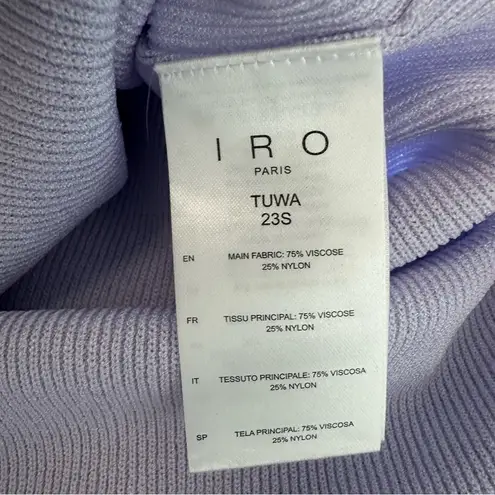 IRO
PARIS
TUWA
23S
EN MAIN FABRIC: 75% VISCOSE
25% NYLON
FR TISSU PRINCIPAL: 75% VISCOSE
25% NYLON
IT TESSUTO PRINCIPALE: 75% VISCOSA
25% NYLON
SP TELA PRINCIPAL: 75% VISCOSA
25% NYLON